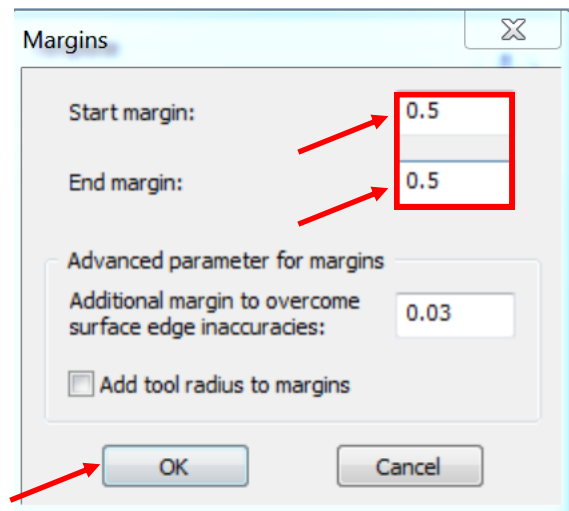 Margins
Start margin: 0.5
End margin: 0.5
Advanced parameter for margins
Additional margin to overcome
surface edge inaccuracies: 0.03
Add tool radius to margins
OK Cancel